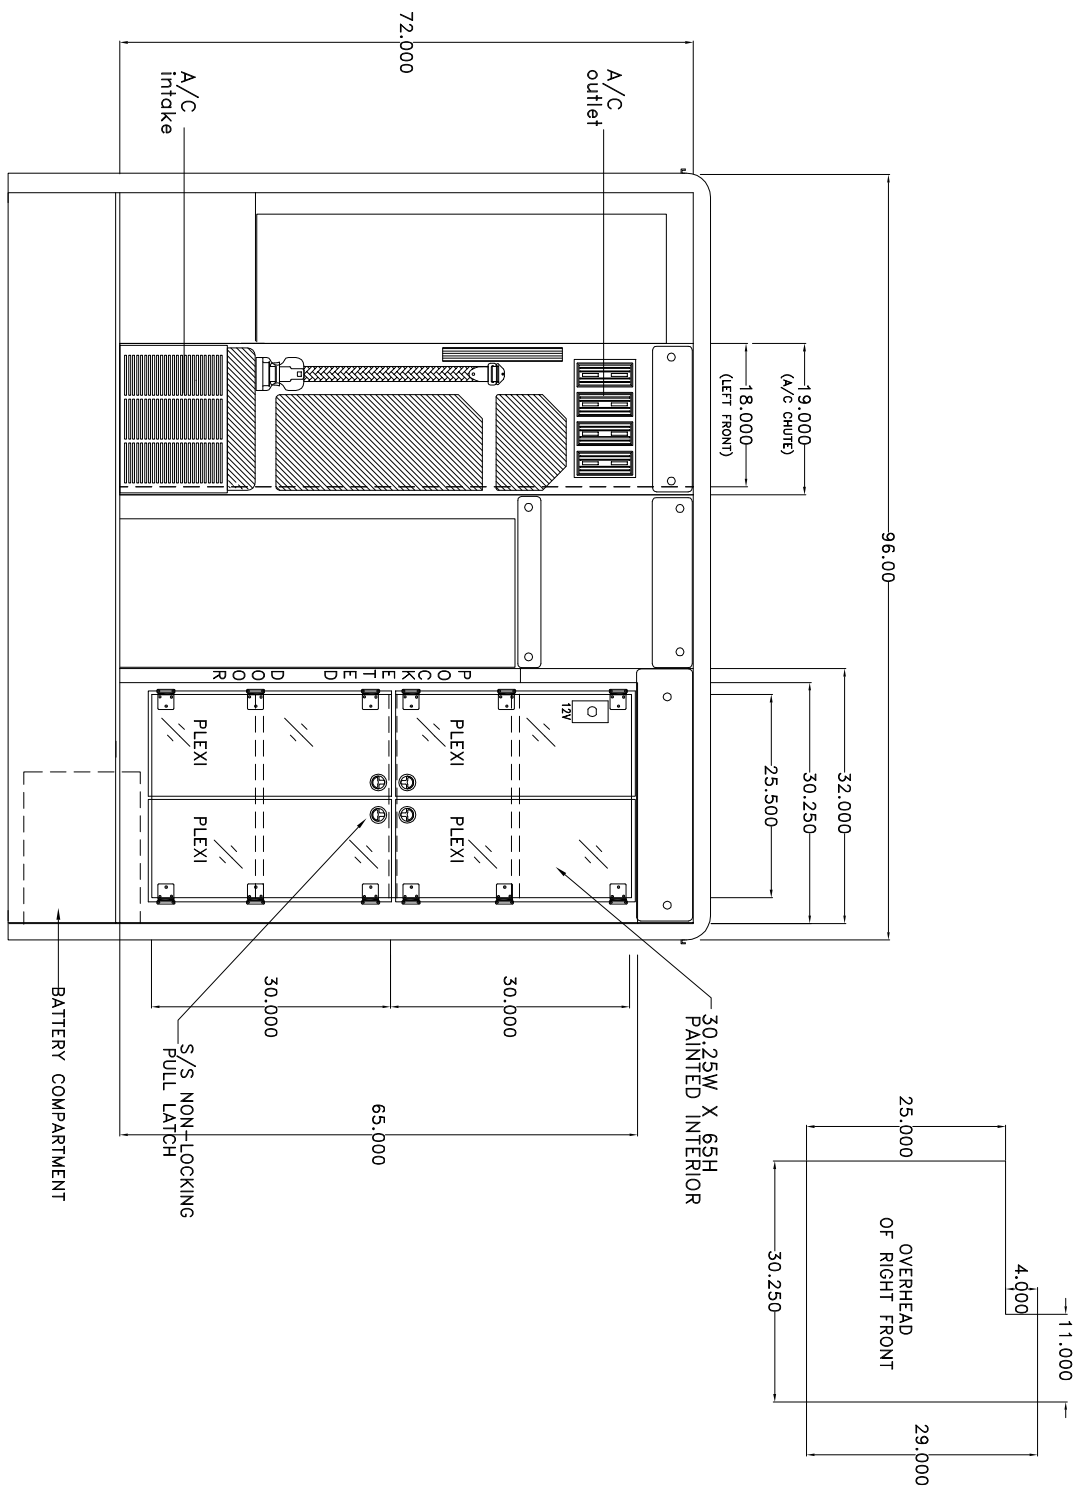 72.000
A/C
outlet
A/C
intake
96.00
19.000
(A/C CHUTE)
18.000
(LEFT FRONT)
32.000
30.250
25.500
POCKETED DOOR
12V
PLEXI
PLEXI
PLEXI
PLEXI
30.000
30.000
65.000
30.25W X 65H
PAINTED INTERIOR
S/S NON-LOCKING
PULL LATCH
BATTERY COMPARTMENT
11.000
4.000
25.000
29.000
OVERHEAD
OF RIGHT FRONT
30.250